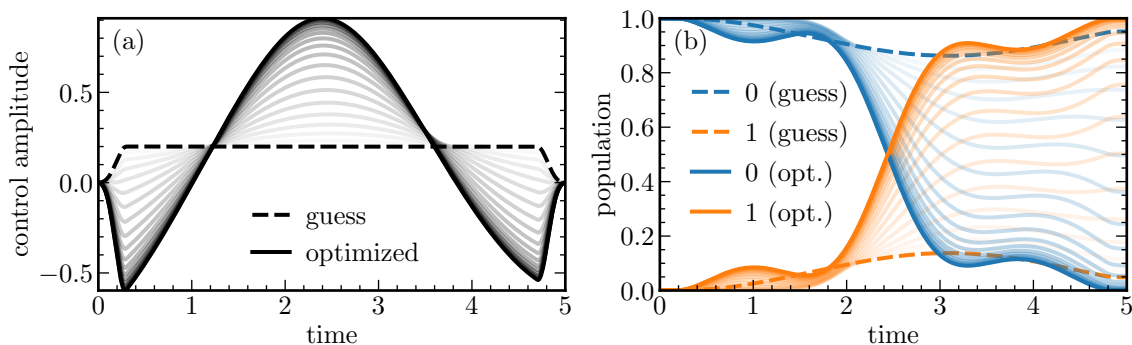 (a)
control amplitude
0.5
0.0
−0.5
guess
optimized
0 1 2 3 4 5
time
(b)
population
1.0
0.8
0.6
0.4
0.2
0.0
0 (guess)
1 (guess)
0 (opt.)
1 (opt.)
0 1 2 3 4 5
time